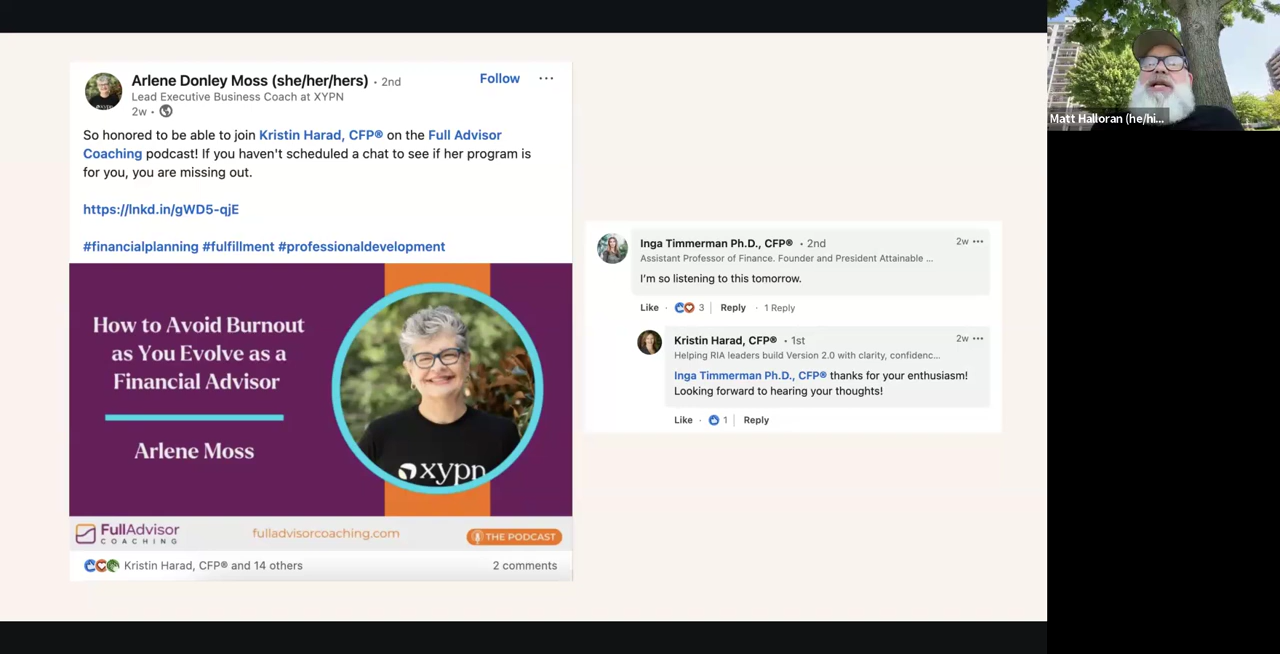 Arlene Donley Moss (she/her/hers) • 2nd
Follow ...
Lead Executive Business Coach at XYPN
2w •
So honored to be able to join Kristin Harad, CFP® on the Full Advisor
Coaching podcast! If you haven't scheduled a chat to see if her program is
for you, you are missing out.
https://lnkd.in/gWD5-qjE
#financialplanning #fulfillment #professionaldevelopment
How to Avoid Burnout
as You Evolve as a
Financial Advisor
Arlene Moss
xypn
FullAdvisor
COACHING
fulladvisorcoaching.com
THE PODCAST
Kristin Harad, CFP® and 14 others
2 comments
Inga Timmerman Ph.D., CFP® • 2nd
2w ...
Assistant Professor of Finance. Founder and President Attainable ...
I'm so listening to this tomorrow.
Like · 3 | Reply · 1 Reply
Kristin Harad, CFP® • 1st
2w ...
Helping RIA leaders build Version 2.0 with clarity, confidenc...
Inga Timmerman Ph.D., CFP® thanks for your enthusiasm!
Looking forward to hearing your thoughts!
Like · 1 | Reply
Matt Halloran (he/hi...